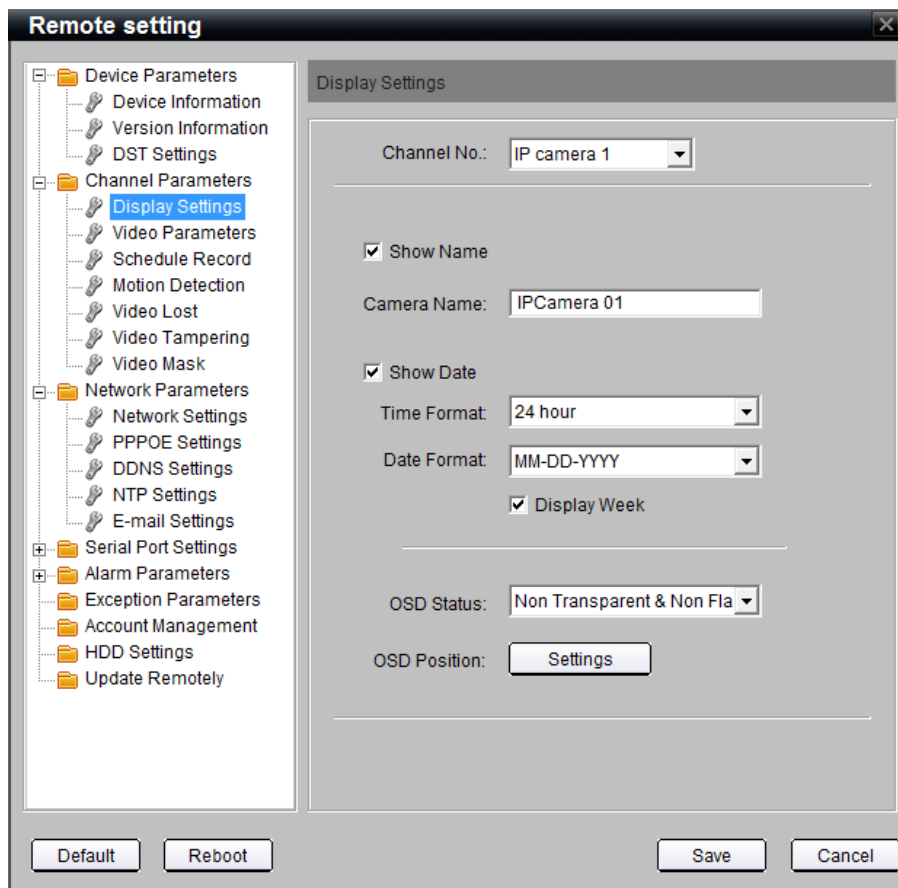 Remote setting
Device Parameters
Device Information
Version Information
DST Settings
Channel Parameters
Display Settings
Video Parameters
Schedule Record
Motion Detection
Video Lost
Video Tampering
Video Mask
Network Parameters
Network Settings
PPPOE Settings
DDNS Settings
NTP Settings
E-mail Settings
Serial Port Settings
Alarm Parameters
Exception Parameters
Account Management
HDD Settings
Update Remotely
Display Settings
Channel No.: IP camera 1
Show Name
Camera Name: IPCamera 01
Show Date
Time Format: 24 hour
Date Format: MM-DD-YYYY
Display Week
OSD Status: Non Transparent & Non Fla
OSD Position: Settings
Default Reboot Save Cancel